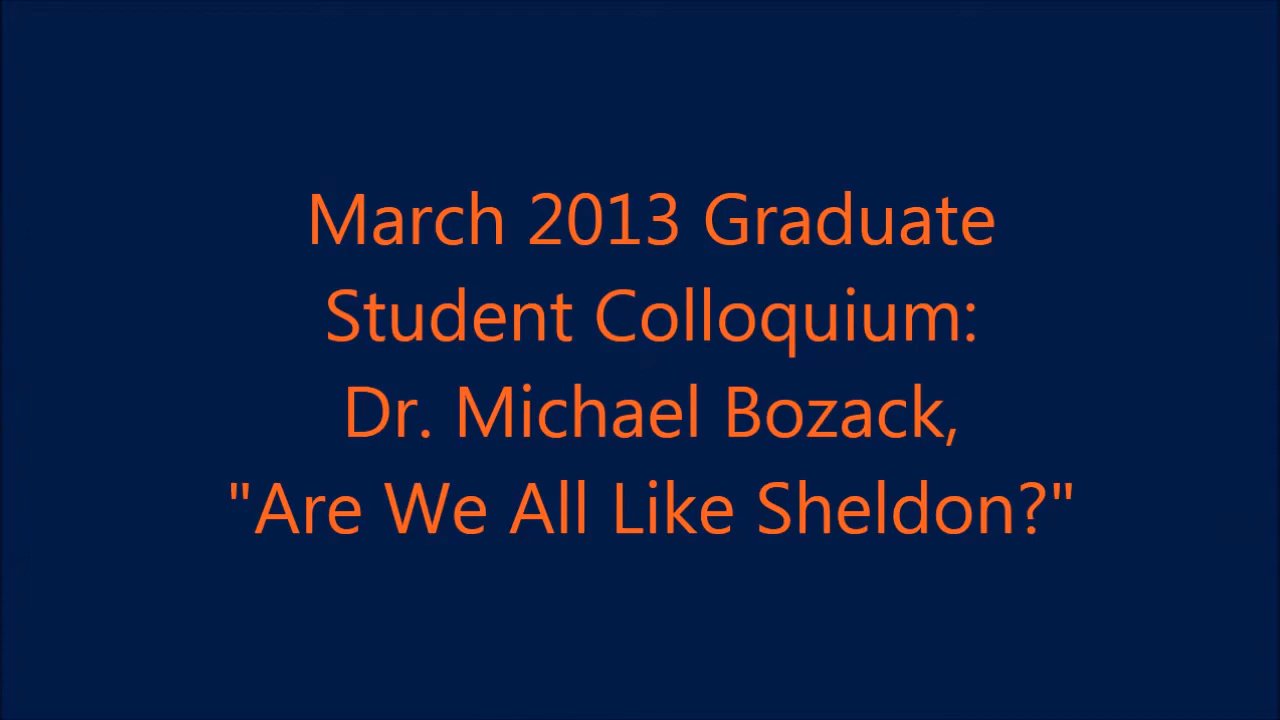 March 2013 Graduate
Student Colloquium:
Dr. Michael Bozack,
"Are We All Like Sheldon?"